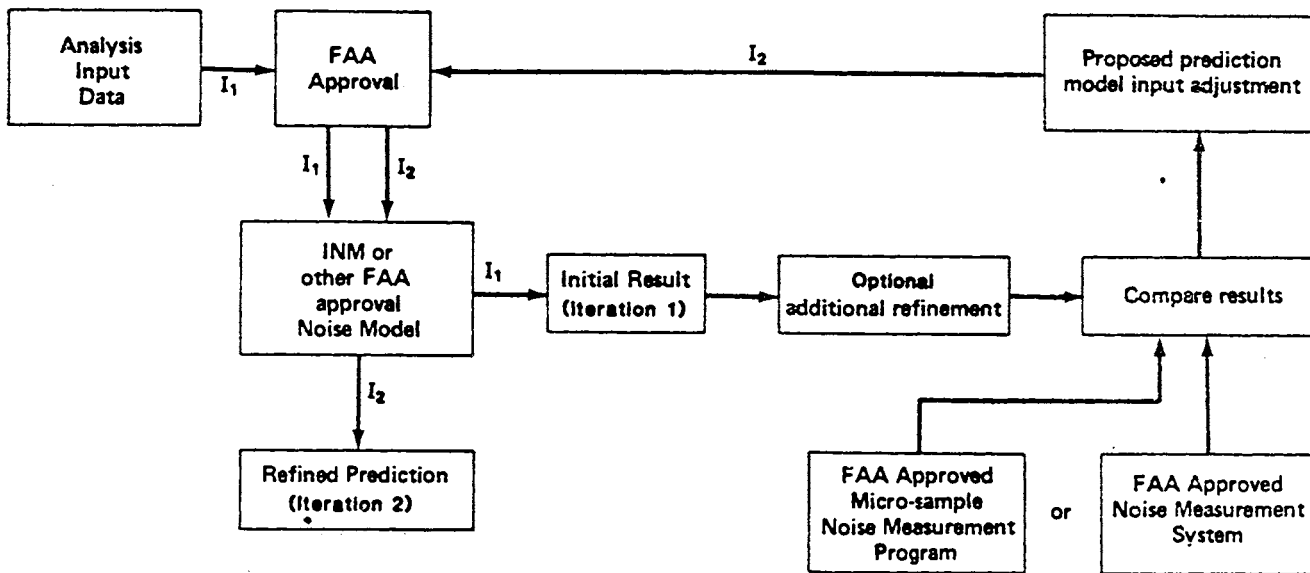 Analysis
Input
Data
I₁
FAA
Approval
I₂
Proposed prediction
model input adjustment
I₁
I₂
INM or
other FAA
approval
Noise Model
I₁
Initial Result
(Iteration 1)
Optional
additional refinement
Compare results
I₂
Refined Prediction
(Iteration 2)
FAA Approved
Micro-sample
Noise Measurement
Program
or
FAA Approved
Noise Measurement
System